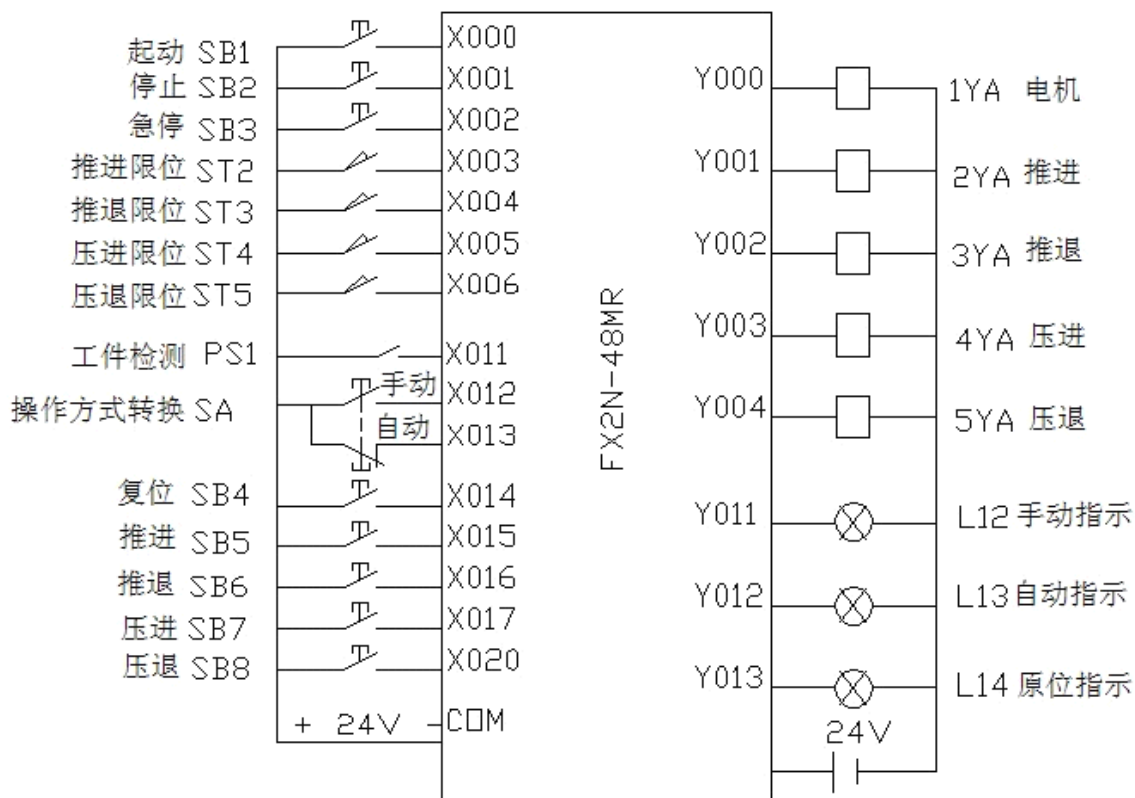 起动 SB1 X000
停止 SB2 X001
急停 SB3 X002
推进限位 ST2 X003
推退限位 ST3 X004
压进限位 ST4 X005
压退限位 ST5 X006
工件检测 PS1 X011
操作方式转换 SA
手动 X012
自动 X013
复位 SB4 X014
推进 SB5 X015
推退 SB6 X016
压进 SB7 X017
压退 SB8 X020
+ 24V - COM
FX2N-48MR
Y000 1YA 电机
Y001 2YA 推进
Y002 3YA 推退
Y003 4YA 压进
Y004 5YA 压退
Y011 L12 手动指示
Y012 L13 自动指示
Y013 L14 原位指示
24V